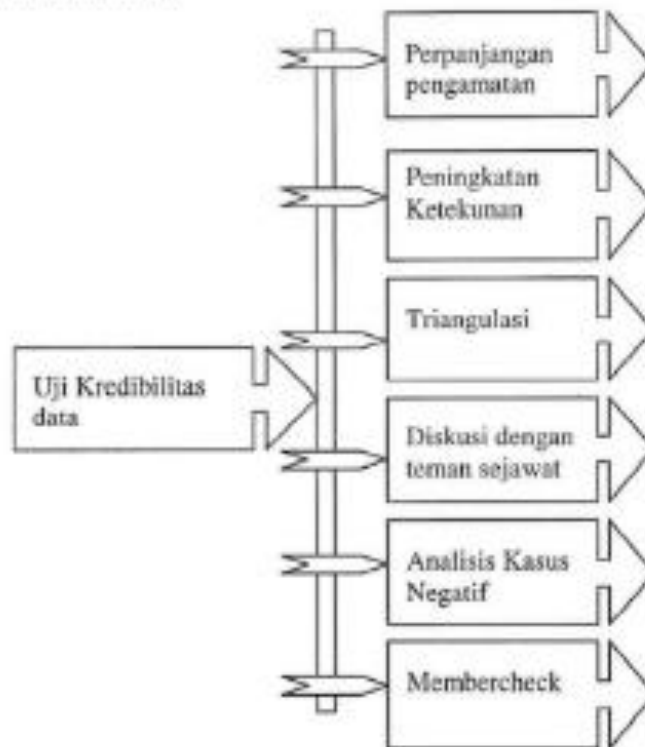 Perpanjangan
pengamatan
Peningkatan
Ketekunan
Triangulasi
Uji Kredibilitas
data
Diskusi dengan
teman sejawat
Analisis Kasus
Negatif
Membercheck